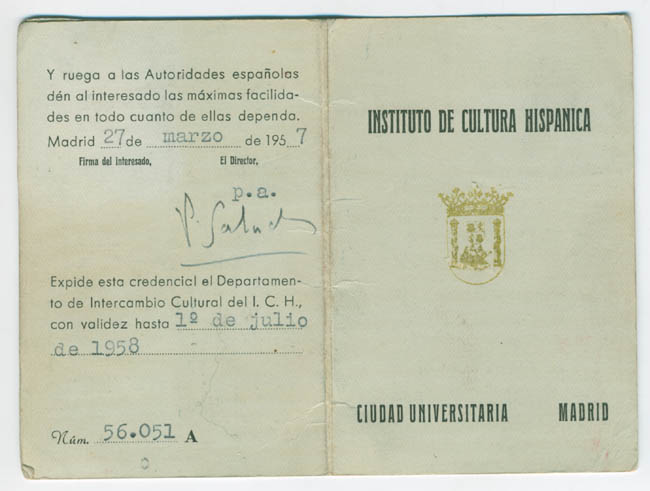 Y ruega a las Autoridades españolas
dén al interesado las máximas facilida-
des en todo cuanto de ellas dependa.
Madrid 27 de marzo de 1957
Firma del interesado, El Director,
p.a.
Expide esta credencial el Departamen-
to de Intercambio Cultural del I. C. H.,
con validez hasta 1º de julio
de 1958
Núm. 56.051 A
INSTITUTO DE CULTURA HISPANICA
CIUDAD UNIVERSITARIA MADRID